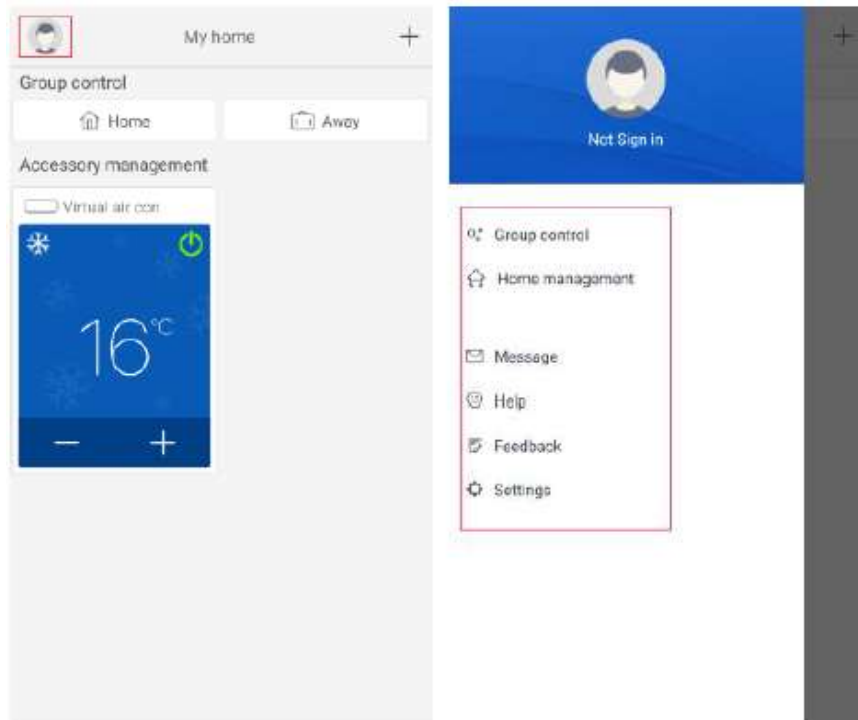 My home
Group control
Home
Away
Accessory management
Virtual air con
16°C
Not Sign in
Group control
Home management
Message
Help
Feedback
Settings